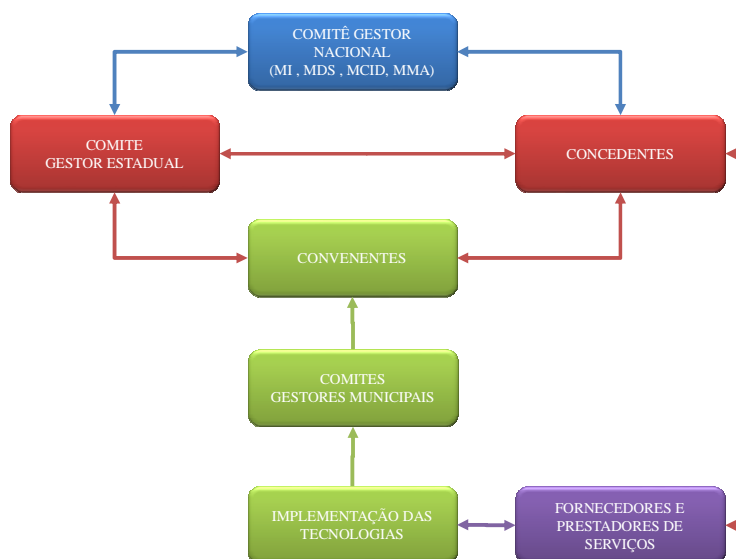 COMITÊ GESTOR
NACIONAL
(MI , MDS , MCID, MMA)
COMITE
GESTOR ESTADUAL
CONCEDENTES
CONVENENTES
COMITES
GESTORES MUNICIPAIS
IMPLEMENTAÇÃO DAS
TECNOLOGIAS
FORNECEDORES E
PRESTADORES DE
SERVIÇOS